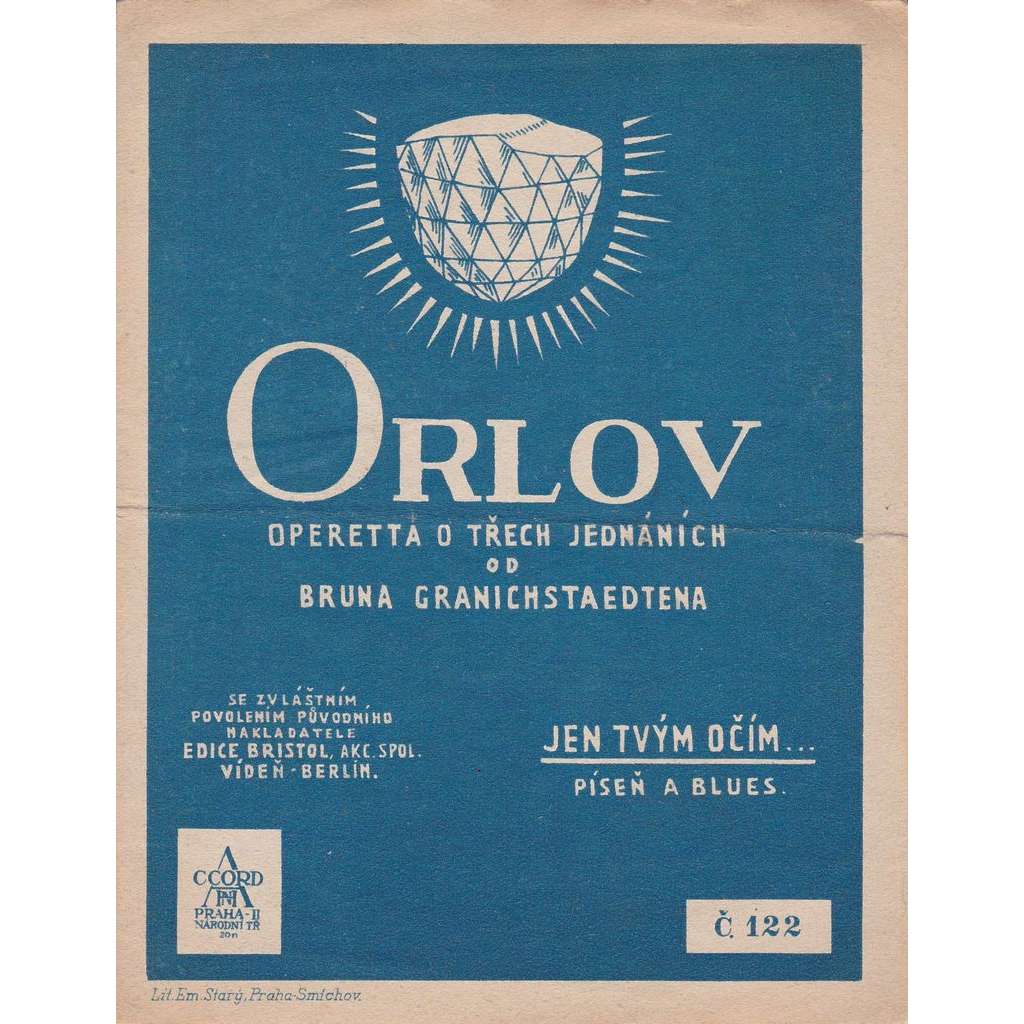 ORLOV
OPERETTA O TŘECH JEDNÁNÍCH
OD
BRUNA GRANICHSTAEDTENA
SE ZVLÁŠTNÍM
POVOLENÍM PŮVODNÍHO
NAKLADATELE
EDICE BRISTOL, AKC. SPOL.
VÍDEŇ - BERLÍN.
JEN TVÝM OČÍM...
PÍSEŇ A BLUES.
ACCORD
PRAHA-II
NÁRODNÍ TŘ
20n
Č. 122
Lit. Em. Starý, Praha-Smíchov.